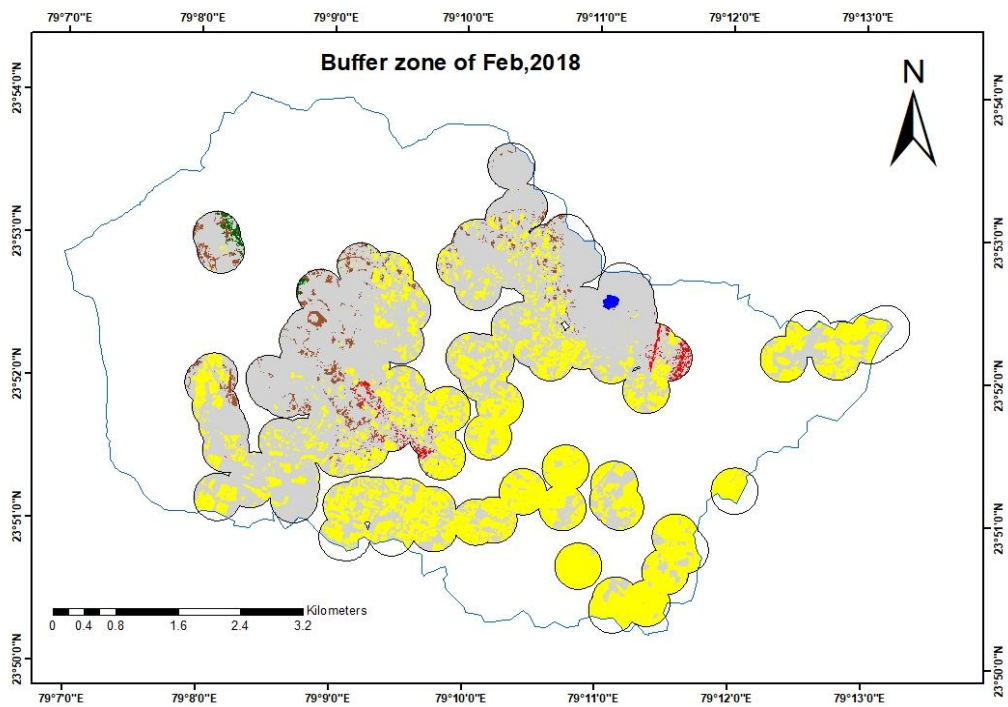 79°7'0"E 79°8'0"E 79°9'0"E 79°10'0"E 79°11'0"E 79°12'0"E 79°13'0"E
Buffer zone of Feb,2018
N
23°54'0"N 23°54'0"N
23°53'0"N 23°53'0"N
23°52'0"N 23°52'0"N
23°51'0"N 23°51'0"N
Kilometers
0 0.4 0.8 1.6 2.4 3.2
23°50'0"N 23°50'0"N
79°7'0"E 79°8'0"E 79°9'0"E 79°10'0"E 79°11'0"E 79°12'0"E 79°13'0"E